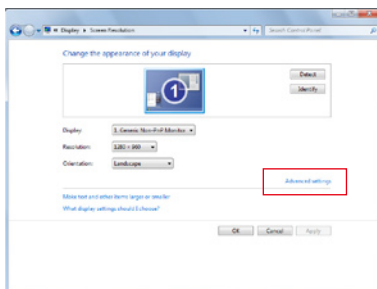 Display ▸ Screen Resolution
Search Control Panel
Change the appearance of your display
1
Detect
Identify
Display: 1. Generic Non-PnP Monitor
Resolution:
Orientation: Landscape
Advanced settings
Make text and other items larger or smaller
What display settings should I choose?
OK Cancel Apply